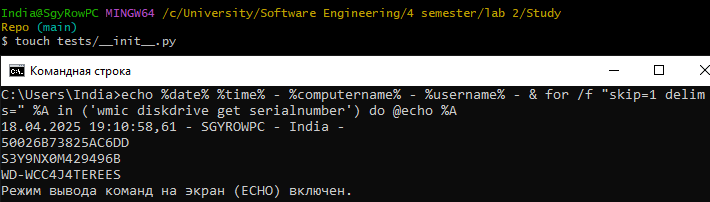 India@SgyRowPC MINGW64 /c/University/Software Engineering/4 semester/lab 2/Study
Repo (main)
$ touch tests/__init__.py
Командная строка
C:\Users\India>echo %date% %time% - %computername% - %username% - & for /f "skip=1 delim
s=" %A in ('wmic diskdrive get serialnumber') do @echo %A
18.04.2025 19:10:58,61 - SGYROWPC - India -
50026B73825AC6DD
S3Y9NX0M429496B
WD-WCC4J4TEREES
Режим вывода команд на экран (ECHO) включен.